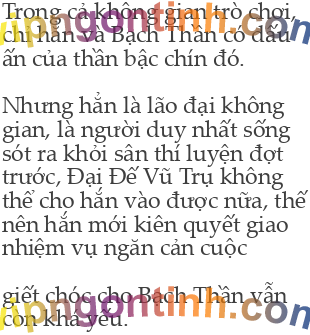 Trong cả không gian trò chơi,
chỉ hắn và Bạch Thần có dấu
ấn của thần bậc chín đó.
Nhưng hắn là lão đại không
gian, là người duy nhất sống
sót ra khỏi sân thí luyện đợt
trước, Đại Đế Vũ Trụ không
thể cho hắn vào được nữa, thế
nên hắn mới kiên quyết giao
nhiệm vụ ngăn cản cuộc
giết chóc cho Bạch Thần vẫn
còn khá yếu.